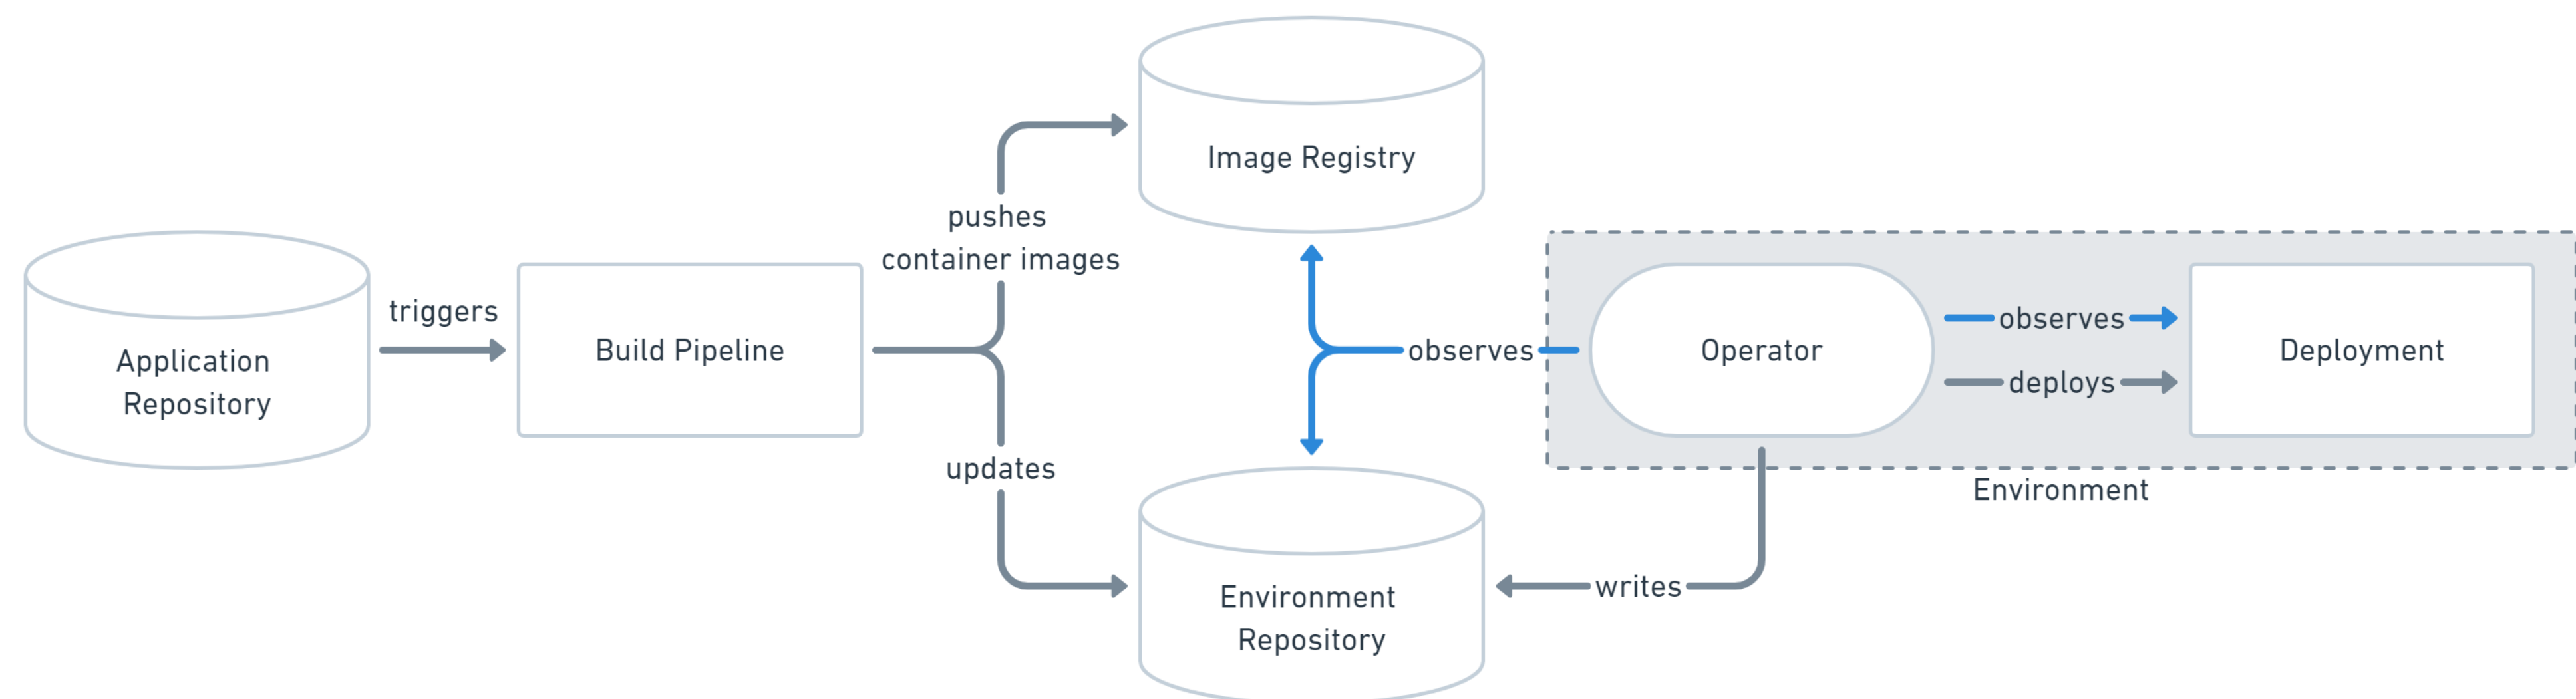 Application
Repository
triggers
Build Pipeline
pushes
container images
updates
Image Registry
Environment
Repository
observes
writes
Operator
observes
deploys
Deployment
Environment